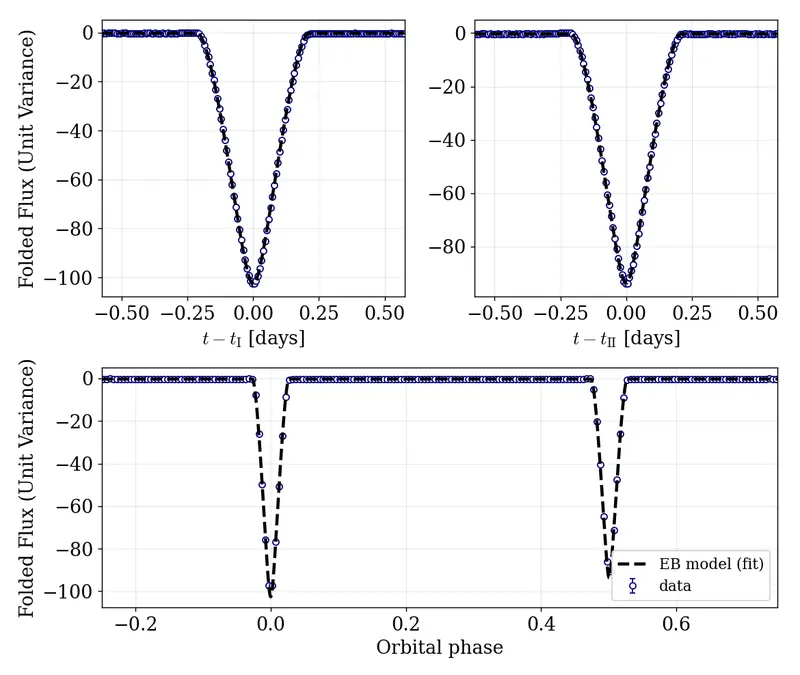 Folded Flux (Unit Variance)
0
−20
−40
−60
−80
−100
−0.50 −0.25 0.00 0.25 0.50
t − t_I [days]
0
−20
−40
−60
−80
−0.50 −0.25 0.00 0.25 0.50
t − t_II [days]
Folded Flux (Unit Variance)
0
−20
−40
−60
−80
−100
EB model (fit)
data
−0.2 0.0 0.2 0.4 0.6
Orbital phase